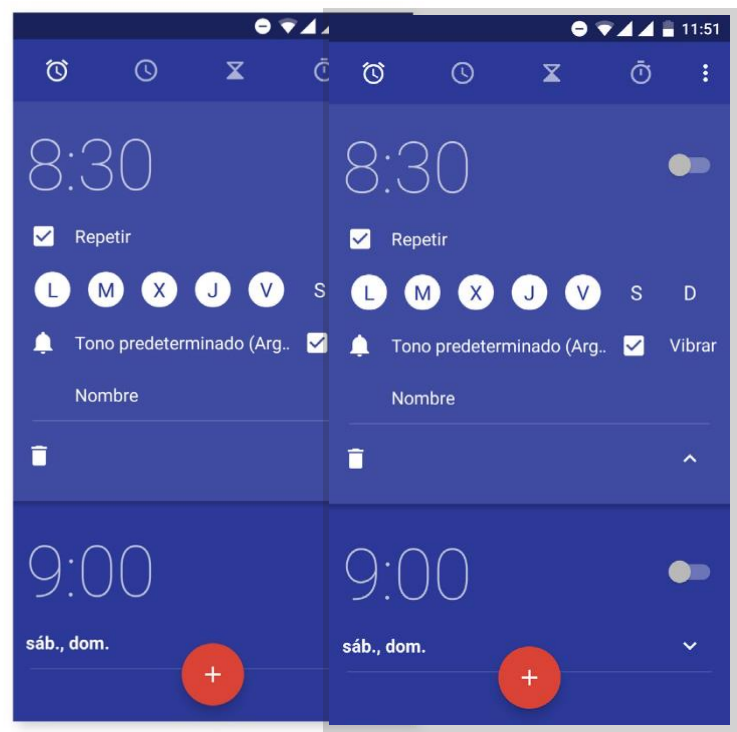 8:30
Repetir
L M X J V S
Tono predeterminado (Arg..
Nombre
9:00
sáb., dom.
11:51
8:30
Repetir
L M X J V S D
Tono predeterminado (Arg.. Vibrar
Nombre
9:00
sáb., dom.